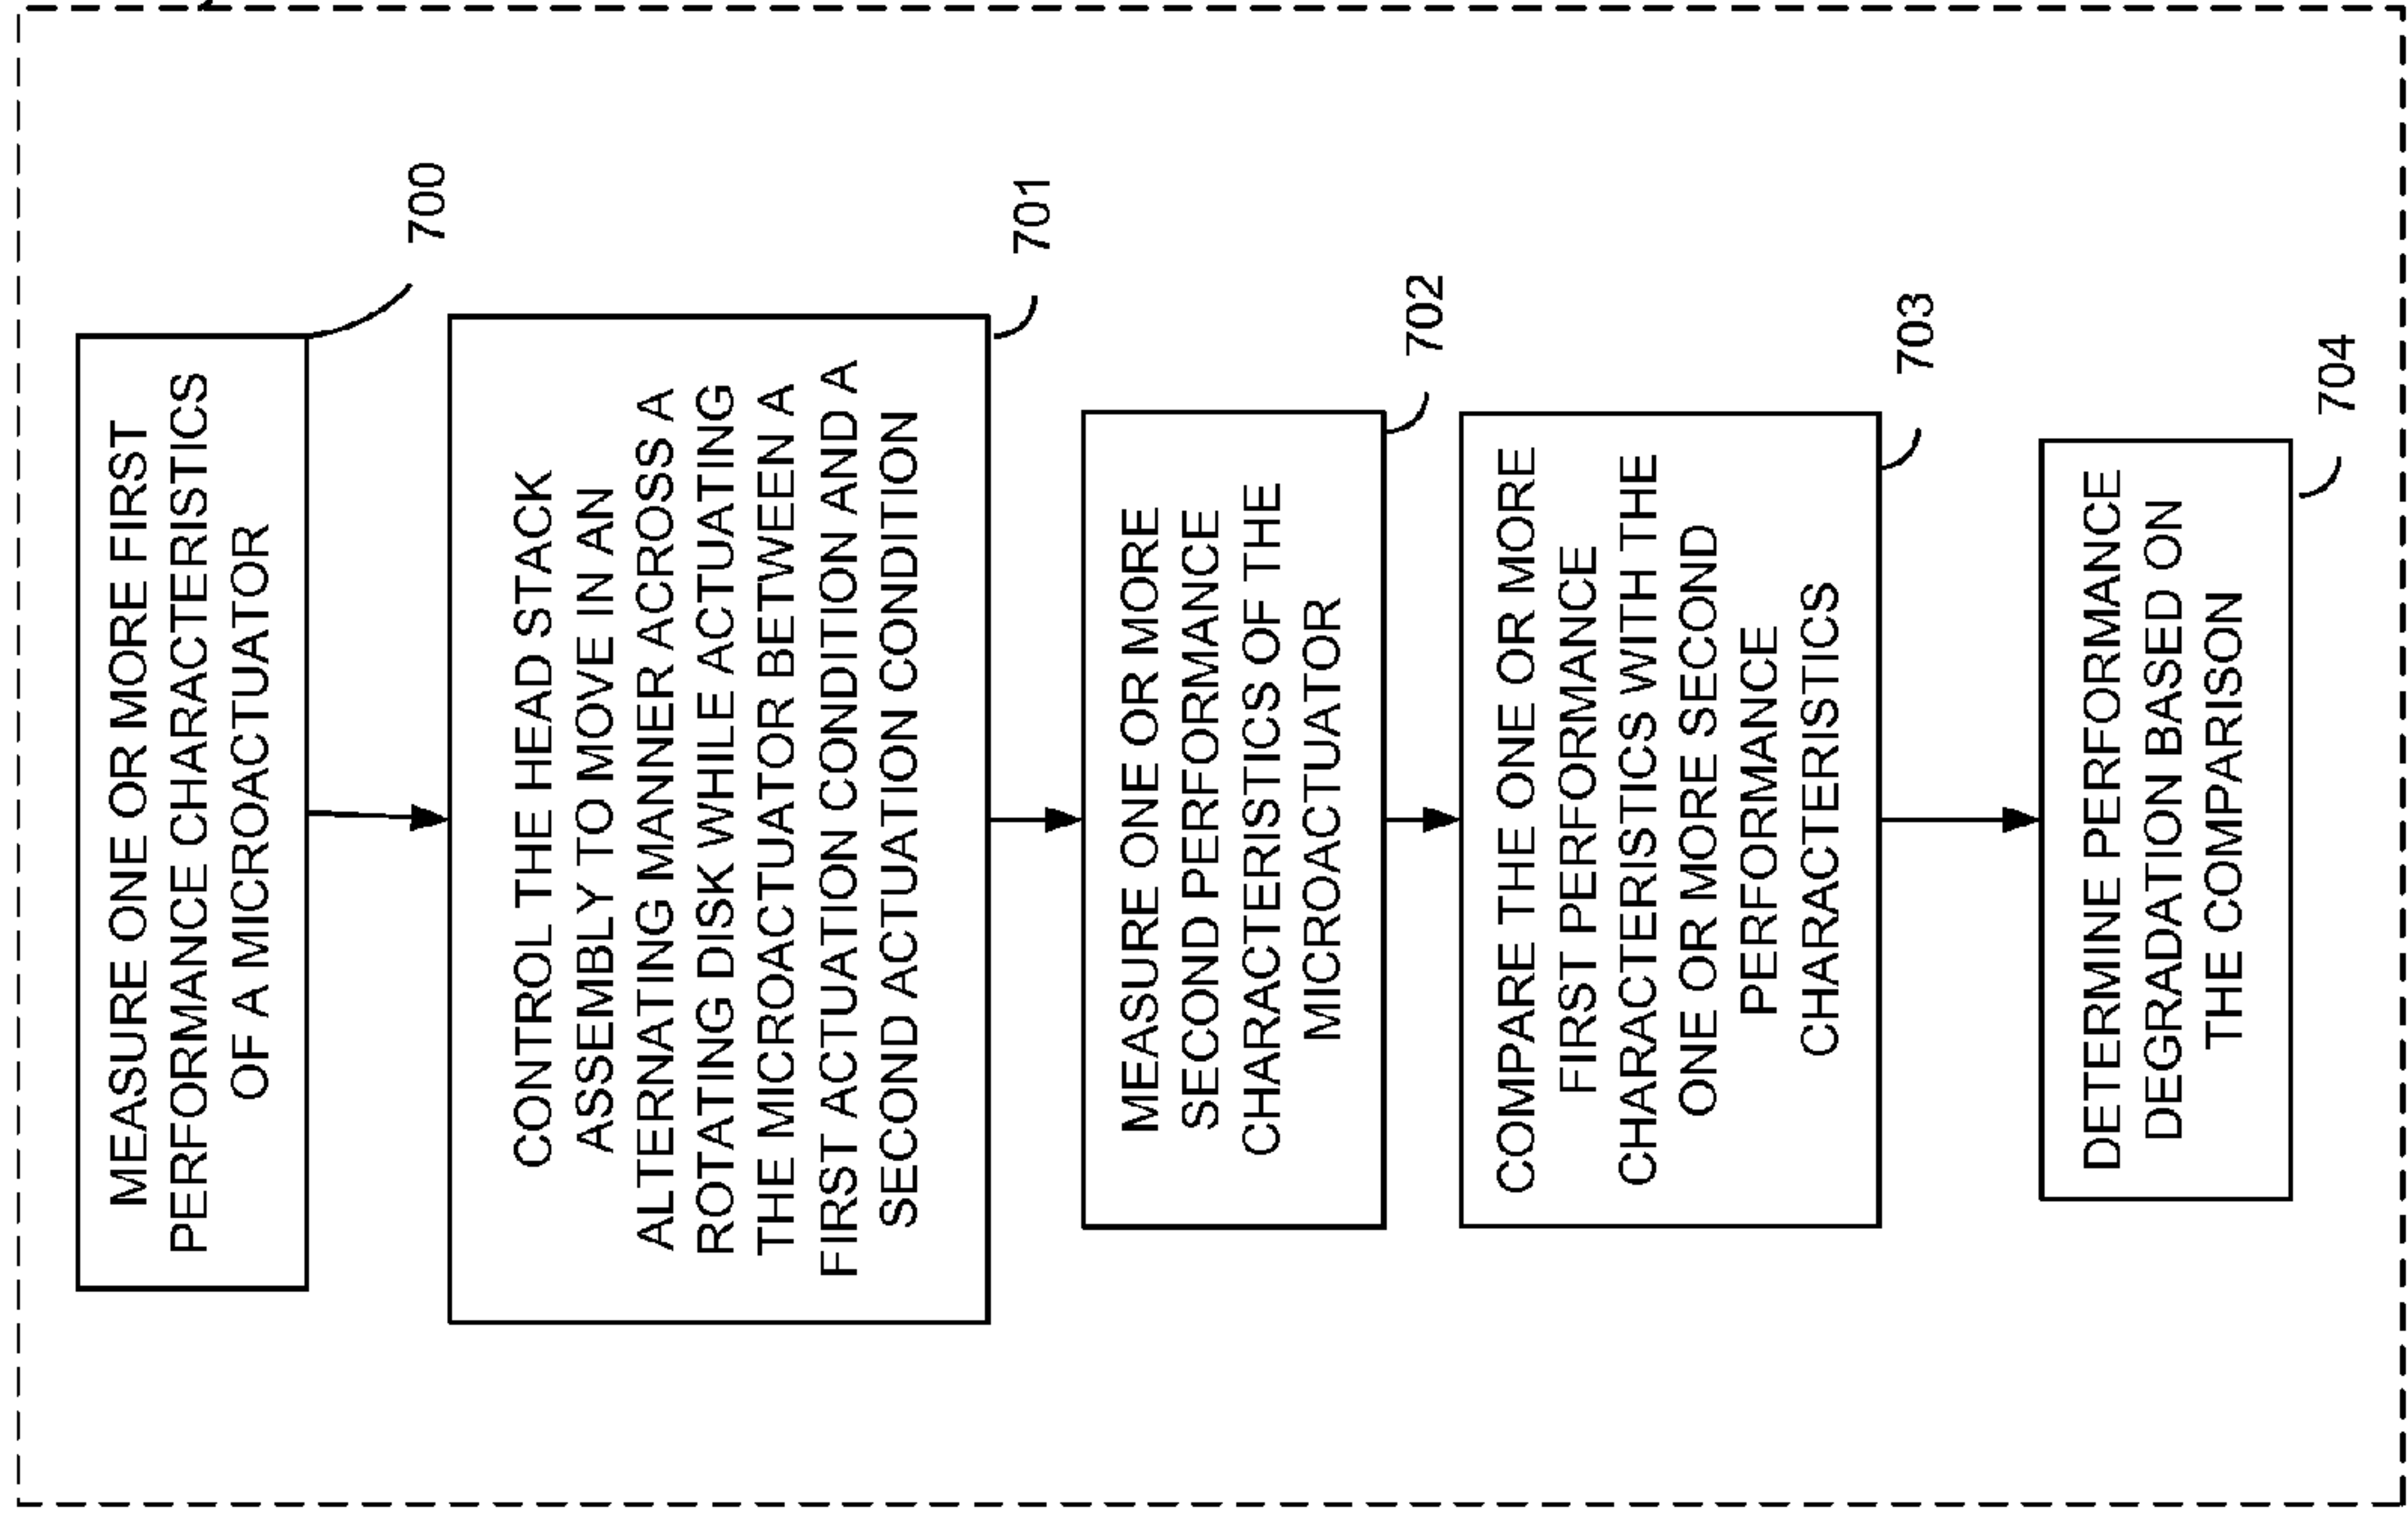 MEASURE ONE OR MORE FIRST
PERFORMANCE CHARACTERISTICS
OF A MICROACTUATOR
700
CONTROL THE HEAD STACK
ASSEMBLY TO MOVE IN AN
ALTERNATING MANNER ACROSS A
ROTATING DISK WHILE ACTUATING
THE MICROACTUATOR BETWEEN A
FIRST ACTUATION CONDITION AND A
SECOND ACTUATION CONDITION
701
MEASURE ONE OR MORE
SECOND PERFORMANCE
CHARACTERISTICS OF THE
MICROACTUATOR
702
COMPARE THE ONE OR MORE
FIRST PERFORMANCE
CHARACTERISTICS WITH THE
ONE OR MORE SECOND
PERFORMANCE
CHARACTERISTICS
703
DETERMINE PERFORMANCE
DEGRADATION BASED ON
THE COMPARISON
704